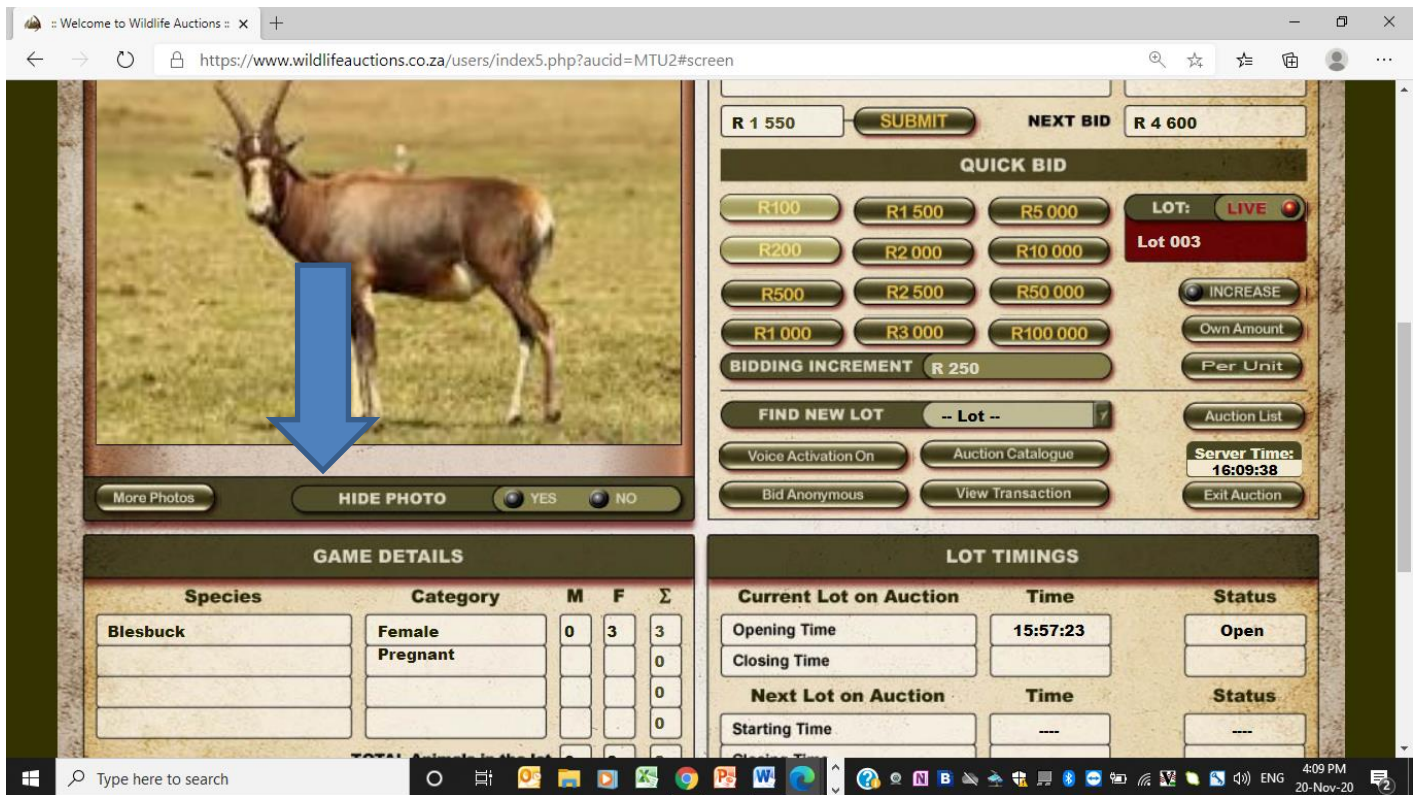 :: Welcome to Wildlife Auctions ::
https://www.wildlifeauctions.co.za/users/index5.php?aucid=MTU2#screen
R 1 550 SUBMIT NEXT BID R 4 600
QUICK BID
R100 R1 500 R5 000 LOT: LIVE
R200 R2 000 R10 000 Lot 003
R500 R2 500 R50 000 INCREASE
R1 000 R3 000 R100 000 Own Amount
BIDDING INCREMENT R 250 Per Unit
FIND NEW LOT -- Lot -- Auction List
Voice Activation On Auction Catalogue Server Time:
16:09:38
Bid Anonymous View Transaction Exit Auction
More Photos HIDE PHOTO YES NO
GAME DETAILS
Species Category M F Σ
Blesbuck Female 0 3 3
Pregnant 0
0
0
TOTAL Animals in the lot
LOT TIMINGS
Current Lot on Auction Time Status
Opening Time 15:57:23 Open
Closing Time
Next Lot on Auction Time Status
Starting Time ---- ----
Closing Time
Type here to search ENG 4:09 PM
20-Nov-20